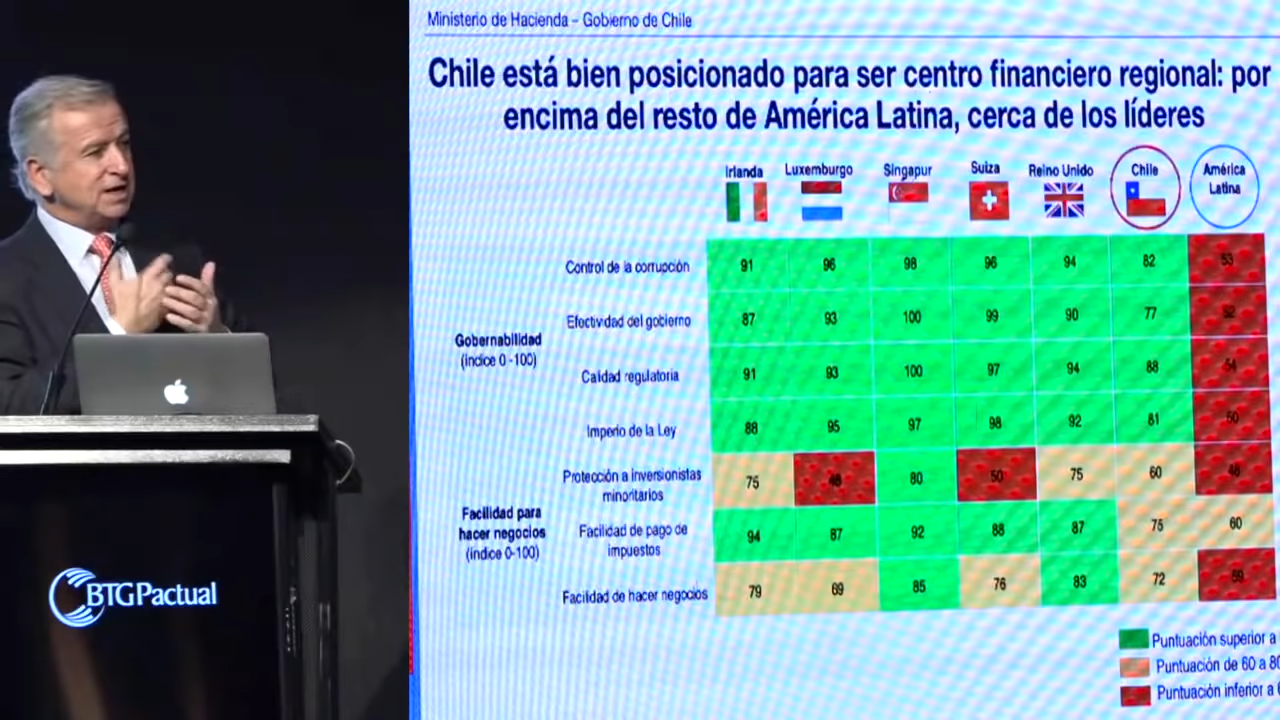 Ministerio de Hacienda – Gobierno de Chile
Chile está bien posicionado para ser centro financiero regional: por
encima del resto de América Latina, cerca de los líderes
Irlanda Luxemburgo Singapur Suiza Reino Unido Chile América
Latina
Control de la corrupción 91 96 98 96 94 82 53
Efectividad del gobierno 87 93 100 99 90 77
Gobernabilidad
(índice 0 -100)
Calidad regulatoria 91 93 100 97 94 88 54
Imperio de la Ley 88 95 97 98 92 81 50
Protección a inversionistas
minoritarios 75 48 80 50 75 60 48
Facilidad para
hacer negocios
(índice 0-100)
Facilidad de pago de
impuestos 94 87 92 88 87 75 60
Facilidad de hacer negocios 79 69 85 76 83 72
Puntuación superior a
Puntuación de 60 a 80
Puntuación inferior a
BTGPactual